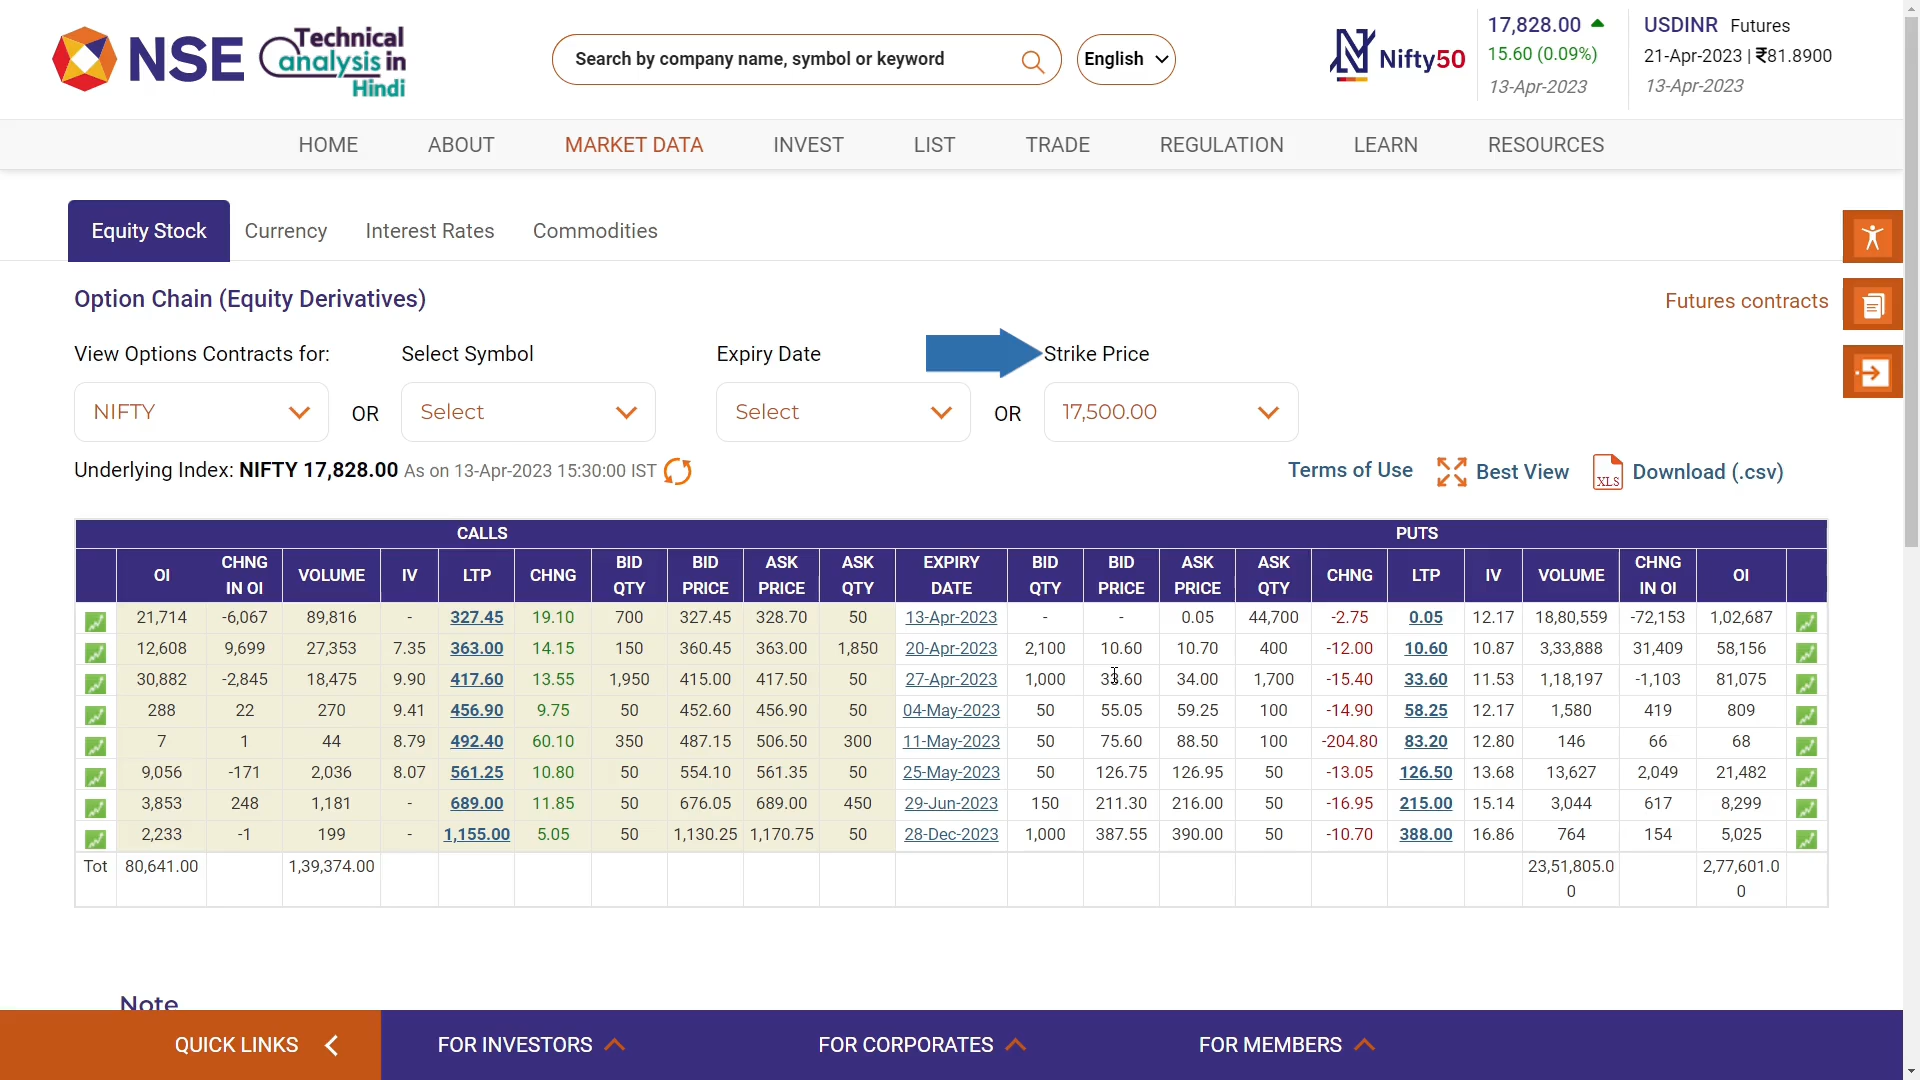 NSE
Technical
analysis in
Hindi
Search by company name, symbol or keyword
English
Nifty50
17,828.00
15.60 (0.09%)
13-Apr-2023
USDINR Futures
21-Apr-2023 | ₹81.8900
13-Apr-2023
HOME ABOUT MARKET DATA INVEST LIST TRADE REGULATION LEARN RESOURCES
Equity Stock Currency Interest Rates Commodities
Option Chain (Equity Derivatives)
Futures contracts
View Options Contracts for: Select Symbol Expiry Date Strike Price
NIFTY OR Select Select OR 17,500.00
Underlying Index: NIFTY 17,828.00 As on 13-Apr-2023 15:30:00 IST
Terms of Use Best View XLS Download (.csv)
CALLS PUTS
OI CHNG IN OI VOLUME IV LTP CHNG BID QTY BID PRICE ASK PRICE ASK QTY EXPIRY DATE BID QTY BID PRICE ASK PRICE ASK QTY CHNG LTP IV VOLUME CHNG IN OI OI
21,714 -6,067 89,816 - 327.45 19.10 700 327.45 328.70 50 13-Apr-2023 - - 0.05 44,700 -2.75 0.05 12.17 18,80,559 -72,153 1,02,687
12,608 9,699 27,353 7.35 363.00 14.15 150 360.45 363.00 1,850 20-Apr-2023 2,100 10.60 10.70 400 -12.00 10.60 10.87 3,33,888 31,409 58,156
30,882 -2,845 18,475 9.90 417.60 13.55 1,950 415.00 417.50 50 27-Apr-2023 1,000 33.60 34.00 1,700 -15.40 33.60 11.53 1,18,197 -1,103 81,075
288 22 270 9.41 456.90 9.75 50 452.60 456.90 50 04-May-2023 50 55.05 59.25 100 -14.90 58.25 12.17 1,580 419 809
7 1 44 8.79 492.40 60.10 350 487.15 506.50 300 11-May-2023 50 75.60 88.50 100 -204.80 83.20 12.80 146 66 68
9,056 -171 2,036 8.07 561.25 10.80 50 554.10 561.35 50 25-May-2023 50 126.75 126.95 50 -13.05 126.50 13.68 13,627 2,049 21,482
3,853 248 1,181 - 689.00 11.85 50 676.05 689.00 450 29-Jun-2023 150 211.30 216.00 50 -16.95 215.00 15.14 3,044 617 8,299
2,233 -1 199 - 1,155.00 5.05 50 1,130.25 1,170.75 50 28-Dec-2023 1,000 387.55 390.00 50 -10.70 388.00 16.86 764 154 5,025
Tot 80,641.00 1,39,374.00 23,51,805.00 2,77,601.00
Note
QUICK LINKS FOR INVESTORS FOR CORPORATES FOR MEMBERS